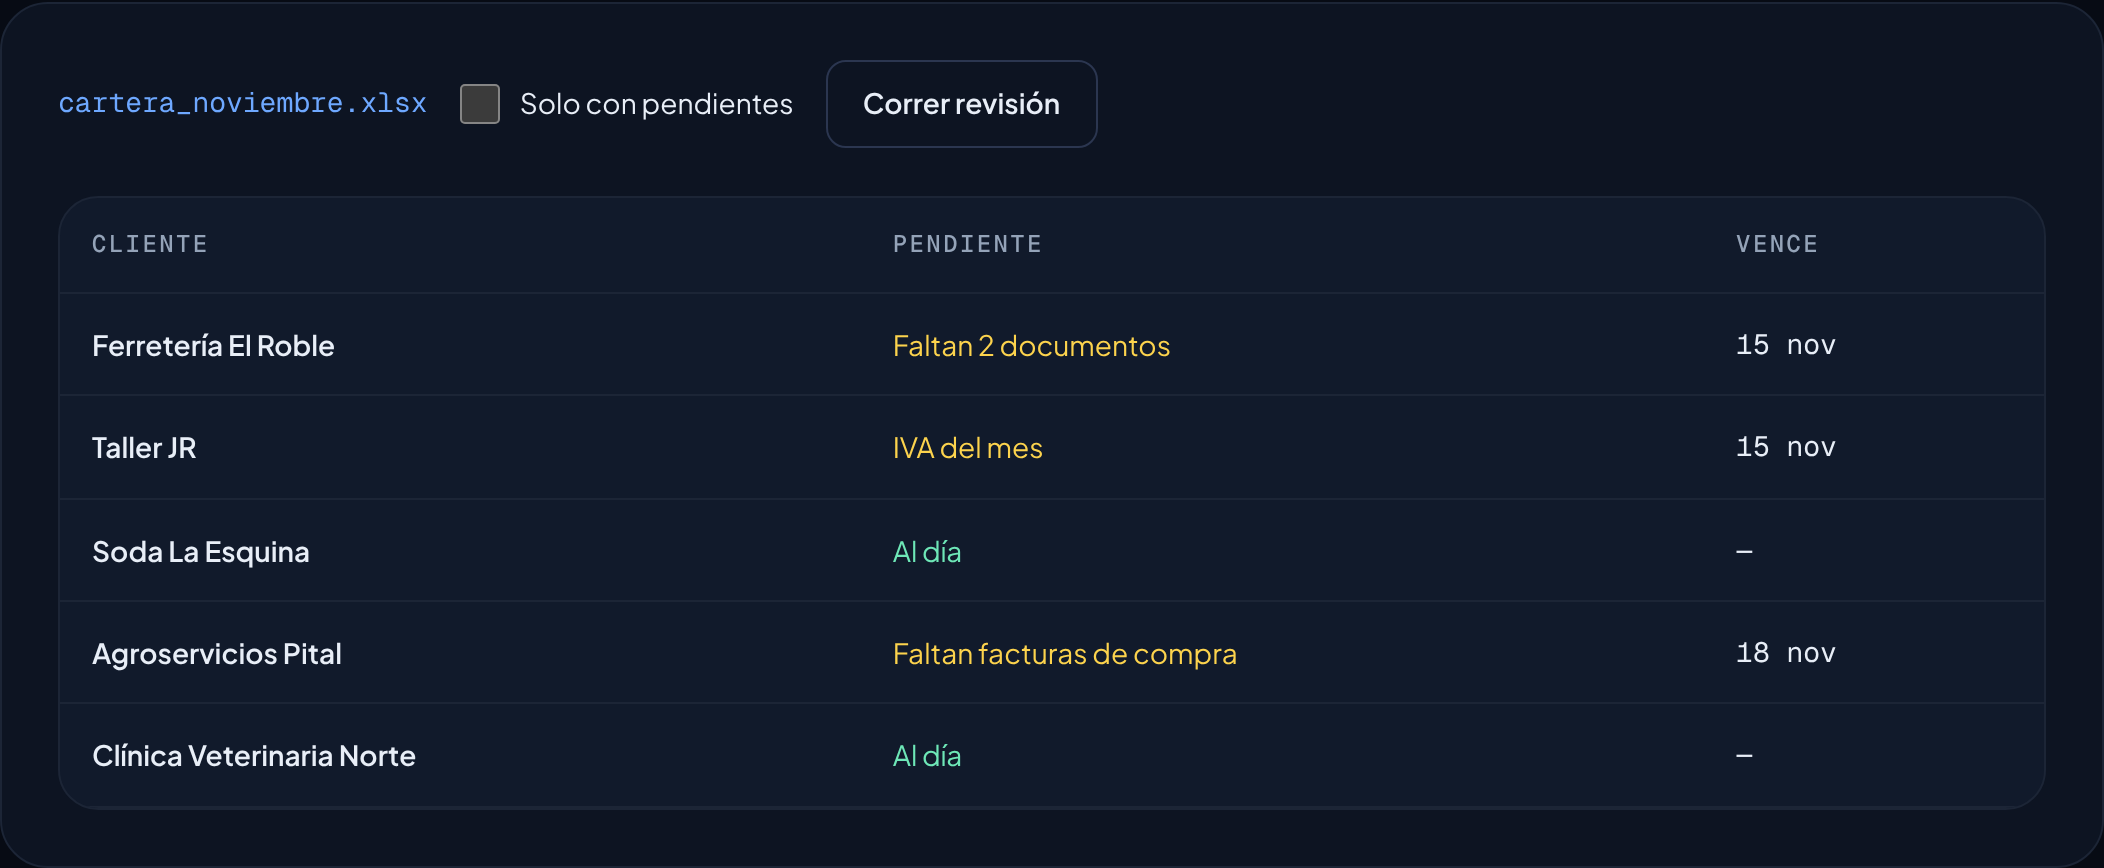 cartera_noviembre.xlsx Solo con pendientes Correr revisión
CLIENTE PENDIENTE VENCE
Ferretería El Roble Faltan 2 documentos 15 nov
Taller JR IVA del mes 15 nov
Soda La Esquina Al día —
Agroservicios Pital Faltan facturas de compra 18 nov
Clínica Veterinaria Norte Al día —